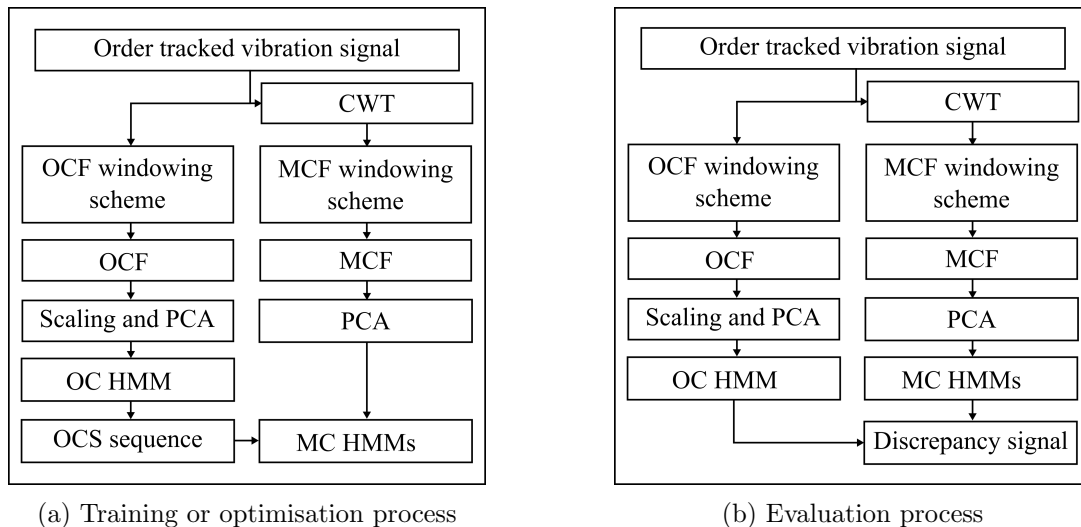 Order tracked vibration signal
CWT
OCF windowing
scheme
MCF windowing
scheme
OCF
MCF
Scaling and PCA
PCA
OC HMM
OCS sequence
MC HMMs
(a) Training or optimisation process
Order tracked vibration signal
CWT
OCF windowing
scheme
MCF windowing
scheme
OCF
MCF
Scaling and PCA
PCA
OC HMM
MC HMMs
Discrepancy signal
(b) Evaluation process